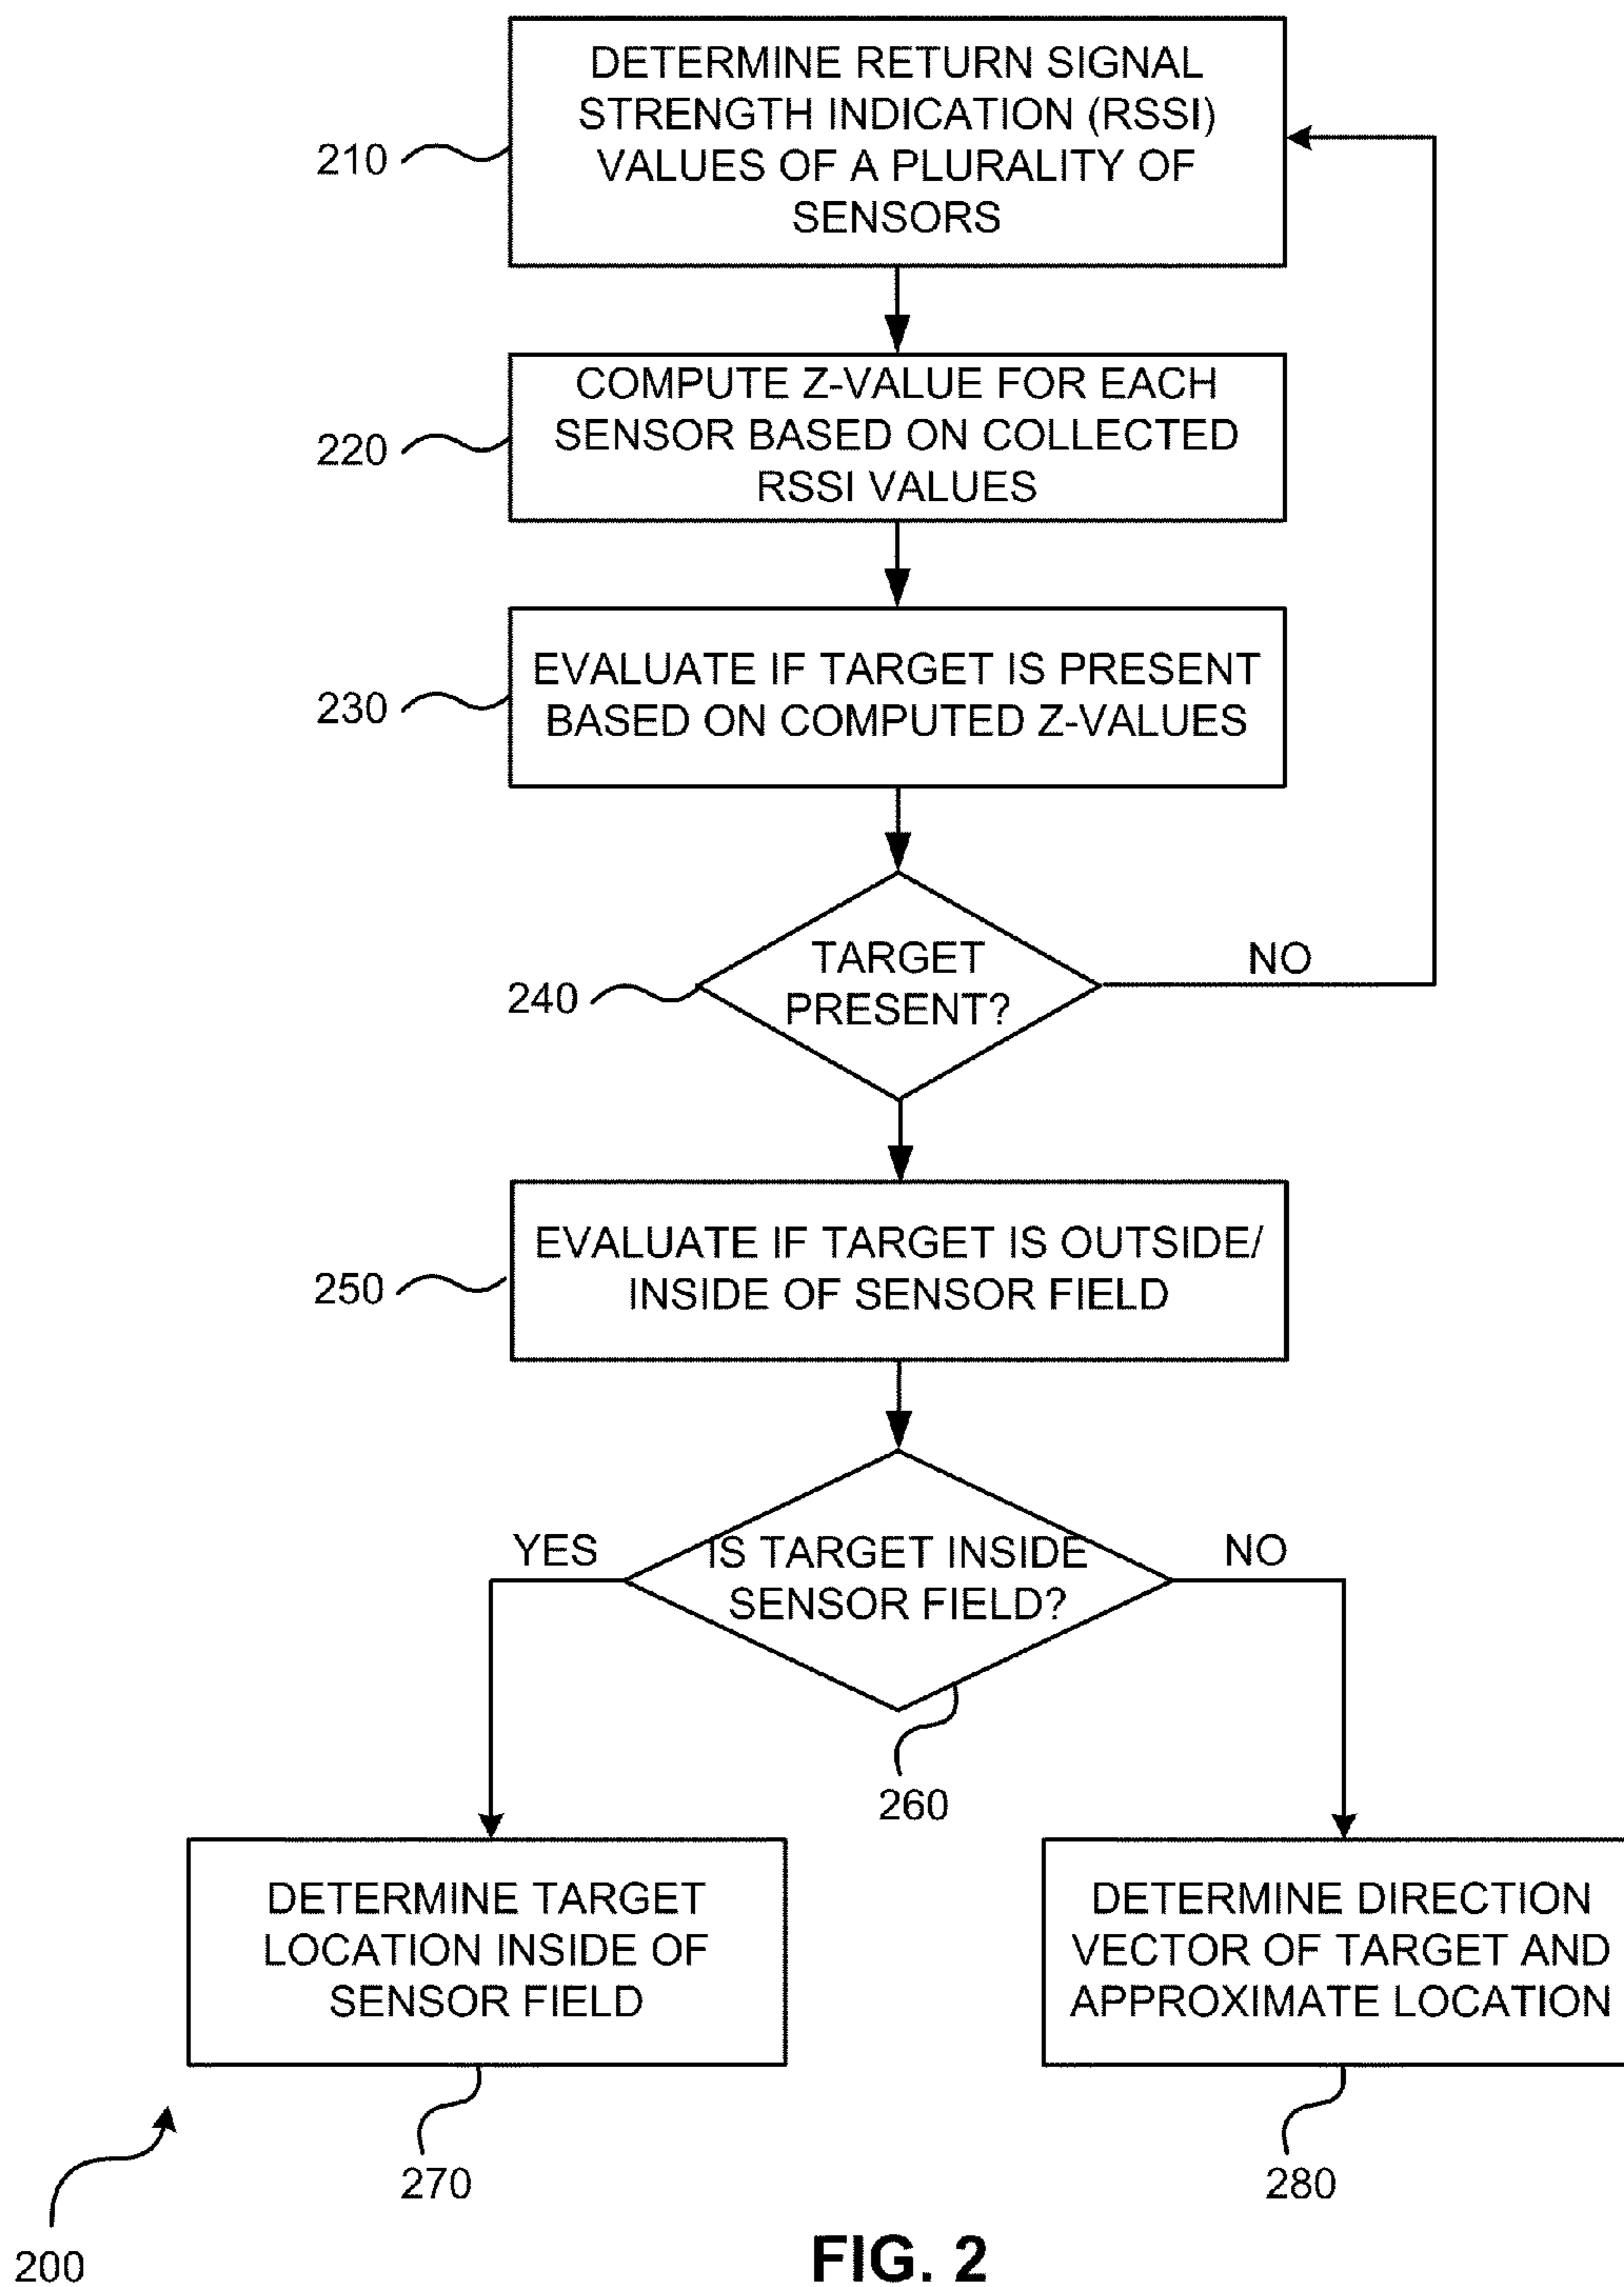 DETERMINE RETURN SIGNAL
STRENGTH INDICATION (RSSI)
VALUES OF A PLURALITY OF
SENSORS
210
COMPUTE Z-VALUE FOR EACH
SENSOR BASED ON COLLECTED
RSSI VALUES
220
EVALUATE IF TARGET IS PRESENT
BASED ON COMPUTED Z-VALUES
230
TARGET
PRESENT?
NO
240
EVALUATE IF TARGET IS OUTSIDE/
INSIDE OF SENSOR FIELD
250
YES
IS TARGET INSIDE
SENSOR FIELD?
NO
260
DETERMINE TARGET
LOCATION INSIDE OF
SENSOR FIELD
DETERMINE DIRECTION
VECTOR OF TARGET AND
APPROXIMATE LOCATION
270
280
200
FIG. 2